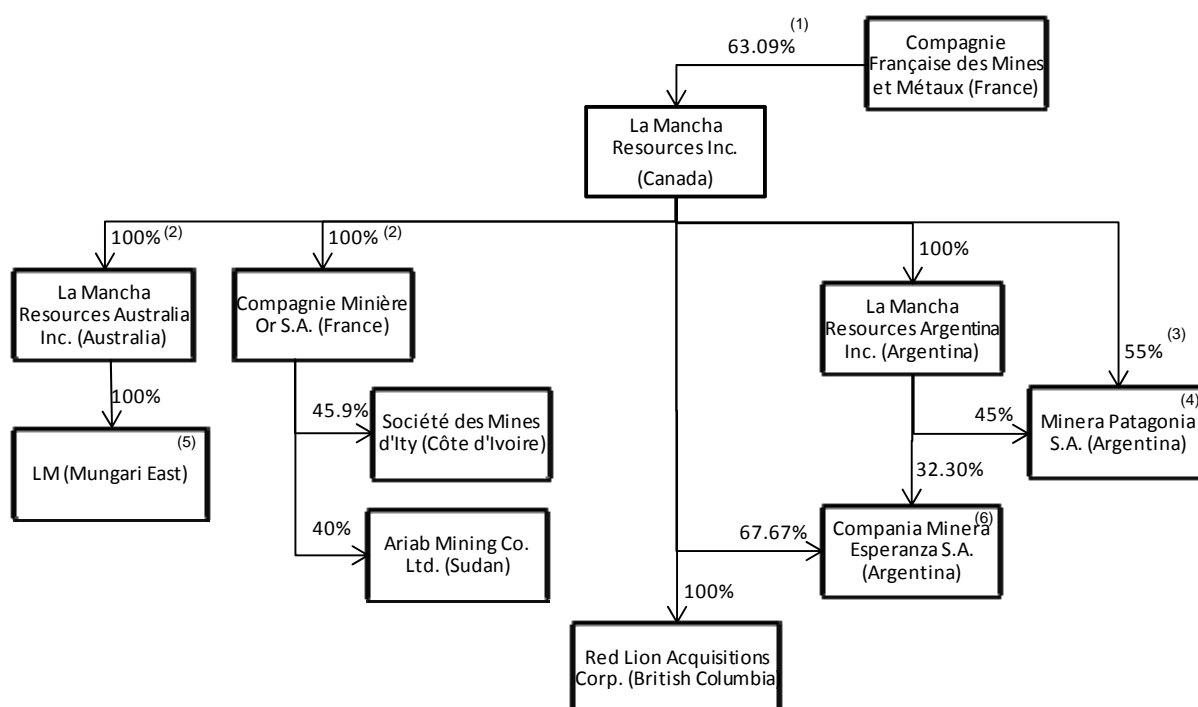 (1)
63.09%
Compagnie
Française des Mines
et Métaux (France)
La Mancha
Resources Inc.
(Canada)
100% (2)
100% (2)
100%
La Mancha
Resources Australia
Inc. (Australia)
Compagnie Minière
Or S.A. (France)
La Mancha
Resources Argentina
Inc. (Argentina)
55% (3)
100%
45.9%
Société des Mines
d'Ity (Côte d'Ivoire)
45%
(4)
Minera Patagonia
S.A. (Argentina)
(5)
LM (Mungari East)
32.30%
40%
Ariab Mining Co.
Ltd. (Sudan)
67.67%
(6)
Compania Minera
Esperanza S.A.
(Argentina)
100%
Red Lion Acquisitions
Corp. (British Columbia)